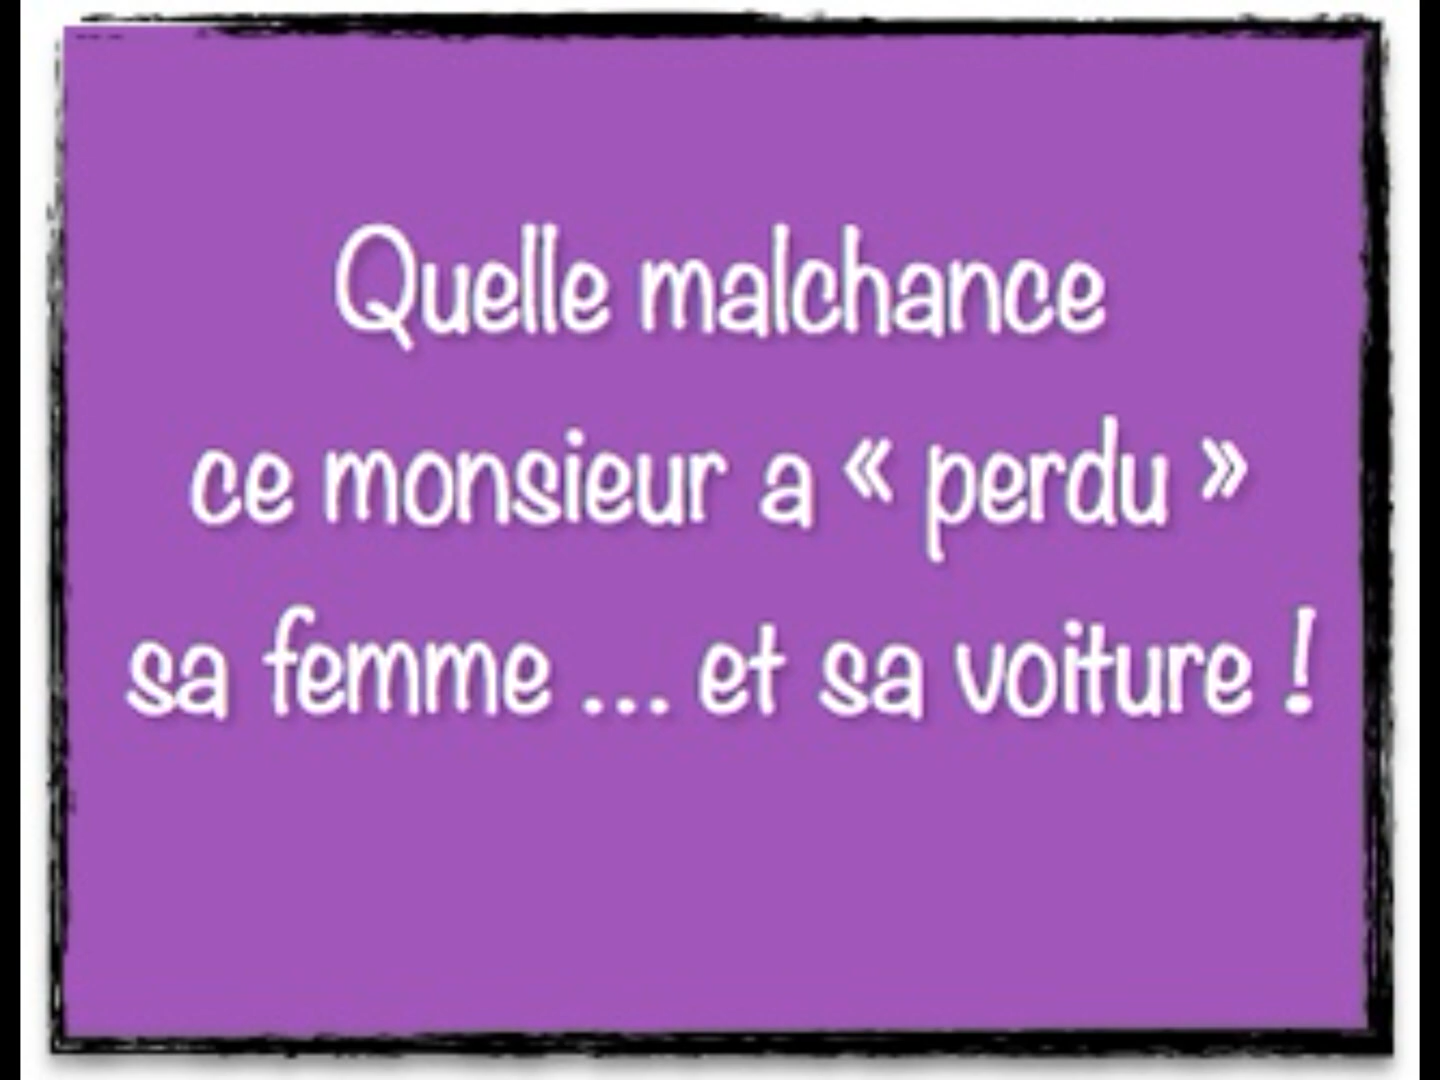 Quelle malchance
ce monsieur a « perdu »
sa femme ... et sa voiture !